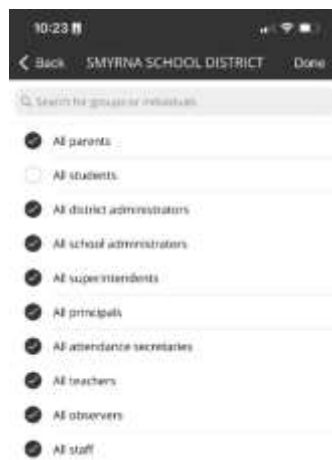 10:23
Back SMYRNA SCHOOL DISTRICT Done
Search for groups or individuals
All parents
All students
All district administrators
All school administrators
All superintendents
All principals
All attendance secretaries
All teachers
All observers
All staff